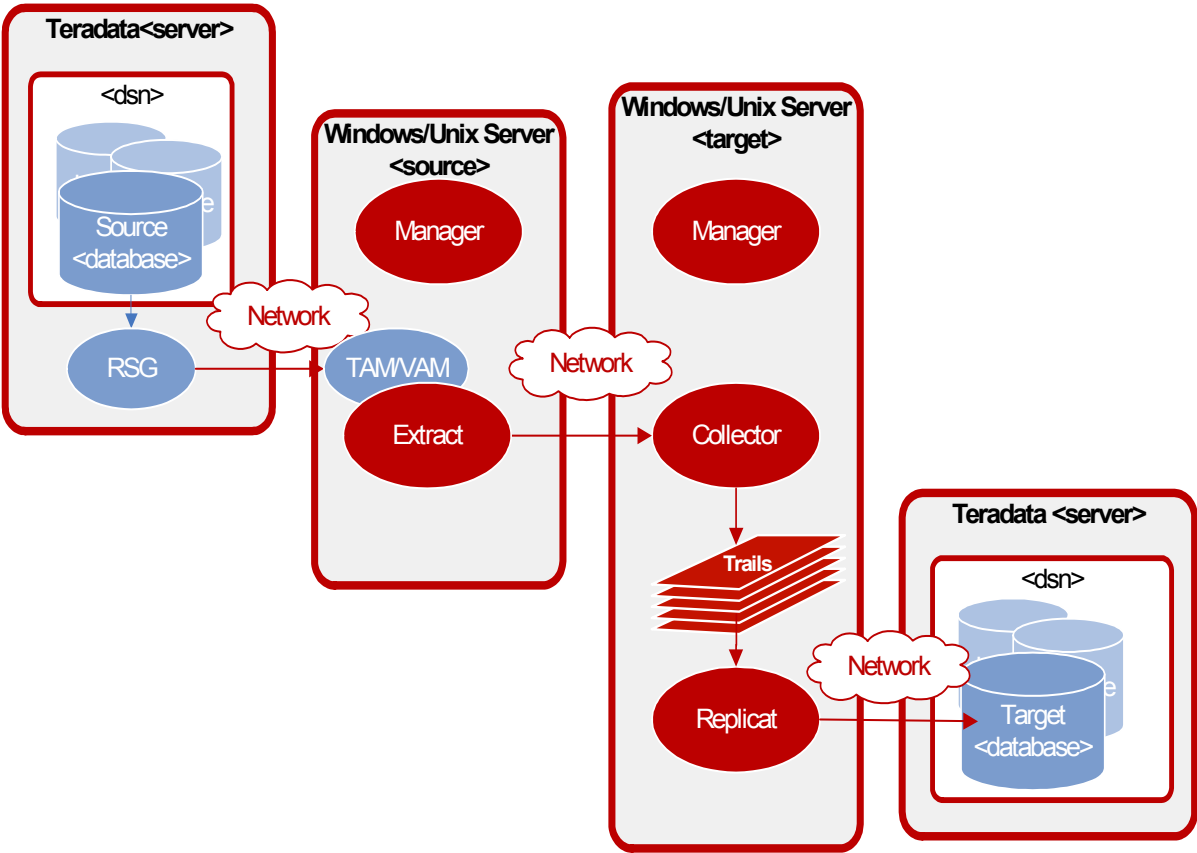 Teradata<server>
<dsn>
Source
<database>
Network
RSG
Windows/Unix Server
<source>
Manager
TAM/VAM
Extract
Network
Windows/Unix Server
<target>
Manager
Collector
Trails
Replicat
Network
Teradata <server>
<dsn>
Target
<database>